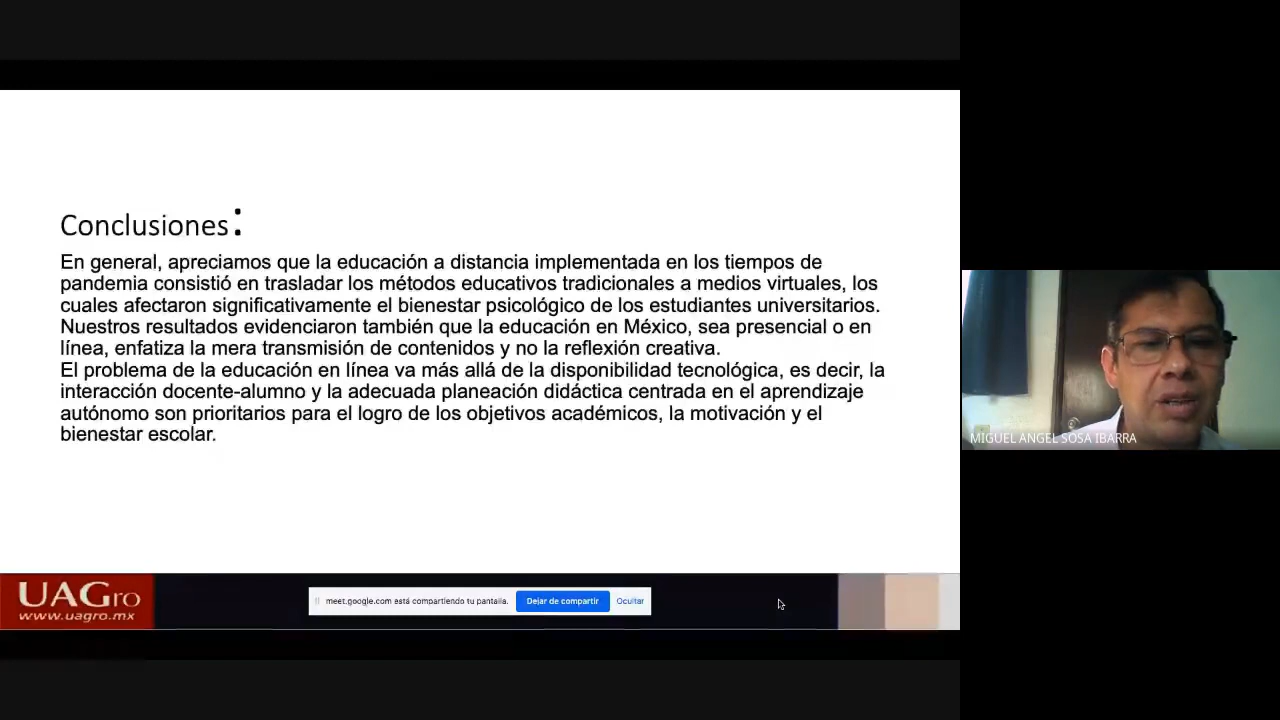 Conclusiones:
En general, apreciamos que la educación a distancia implementada en los tiempos de
pandemia consistió en trasladar los métodos educativos tradicionales a medios virtuales, los
cuales afectaron significativamente el bienestar psicológico de los estudiantes universitarios.
Nuestros resultados evidenciaron también que la educación en México, sea presencial o en
línea, enfatiza la mera transmisión de contenidos y no la reflexión creativa.
El problema de la educación en línea va más allá de la disponibilidad tecnológica, es decir, la
interacción docente-alumno y la adecuada planeación didáctica centrada en el aprendizaje
autónomo son prioritarios para el logro de los objetivos académicos, la motivación y el
bienestar escolar.
MIGUEL ANGEL SOSA IBARRA
UAGro
www.uagro.mx
meet.google.com está compartiendo tu pantalla. Dejar de compartir Ocultar